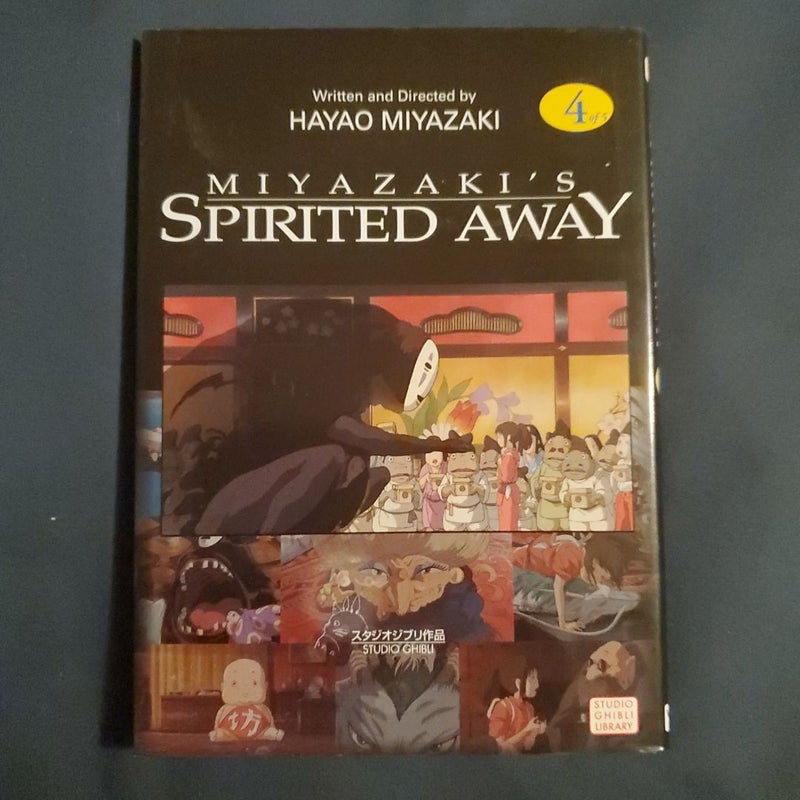 Written and Directed by
HAYAO MIYAZAKI
4 of 5
MIYAZAKI'S
SPIRITED AWAY
スタジオジブリ作品
STUDIO GHIBLI
坊
STUDIO
GHIBLI
LIBRARY